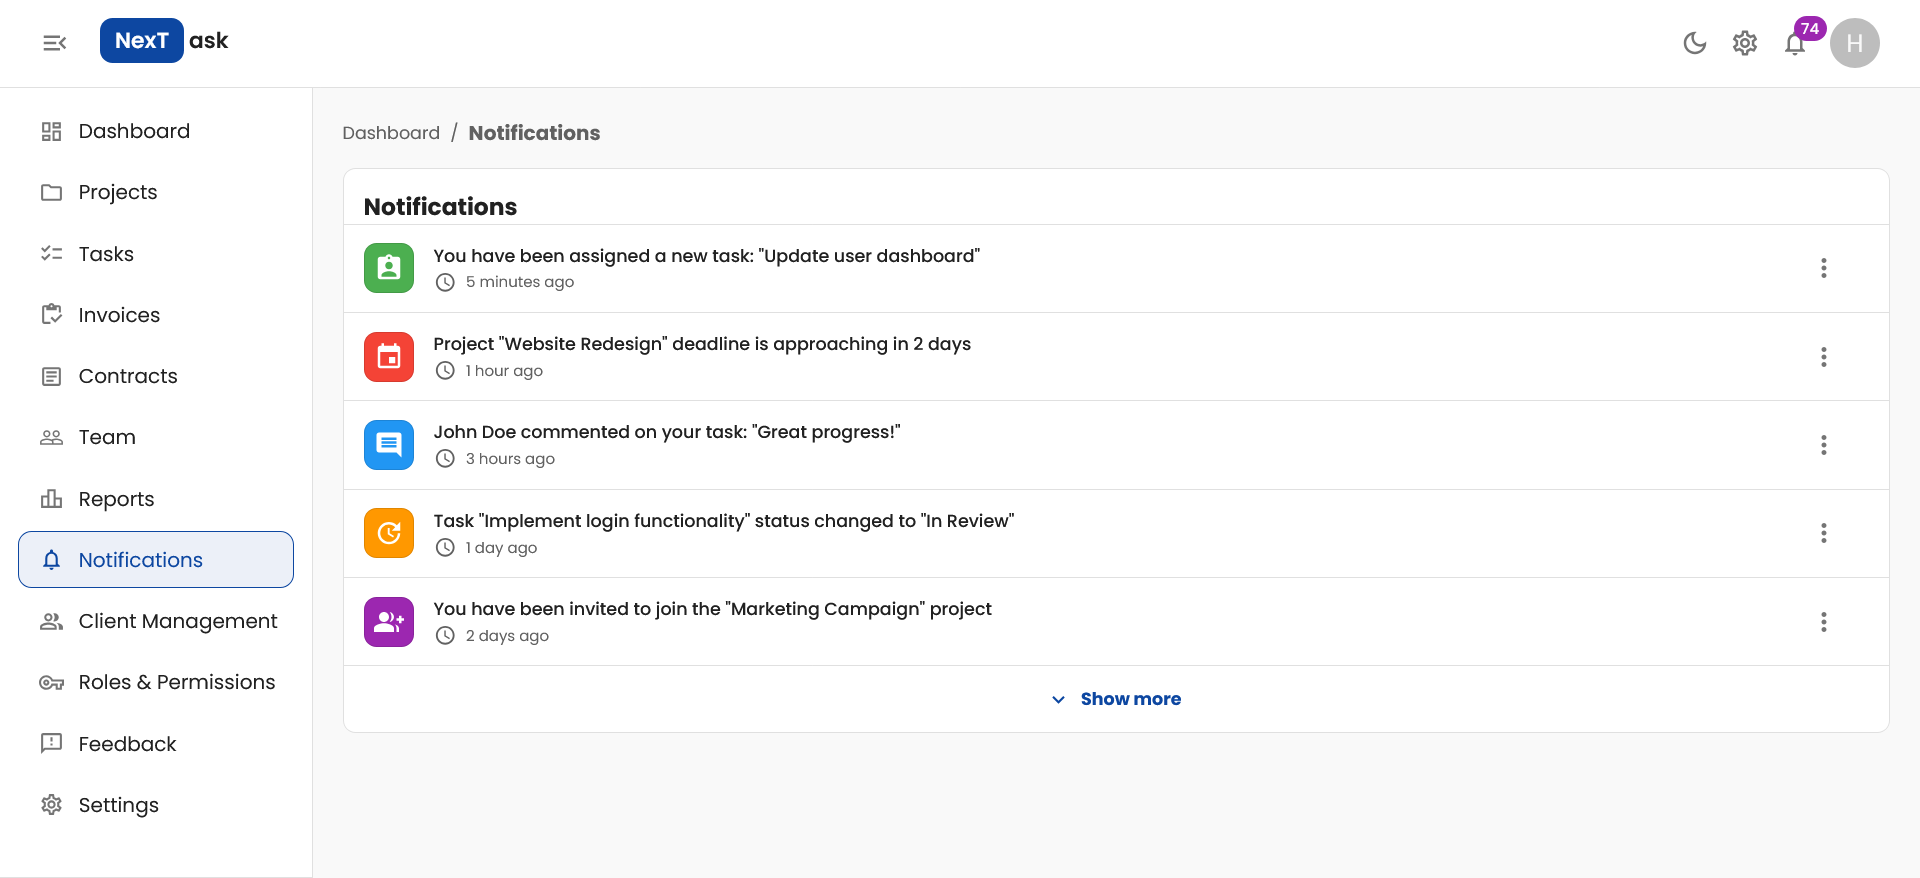 NexT ask
74
H
Dashboard
Projects
Tasks
Invoices
Contracts
Team
Reports
Notifications
Client Management
Roles & Permissions
Feedback
Settings
Dashboard / Notifications
Notifications
You have been assigned a new task: "Update user dashboard"
5 minutes ago
Project "Website Redesign" deadline is approaching in 2 days
1 hour ago
John Doe commented on your task: "Great progress!"
3 hours ago
Task "Implement login functionality" status changed to "In Review"
1 day ago
You have been invited to join the "Marketing Campaign" project
2 days ago
Show more